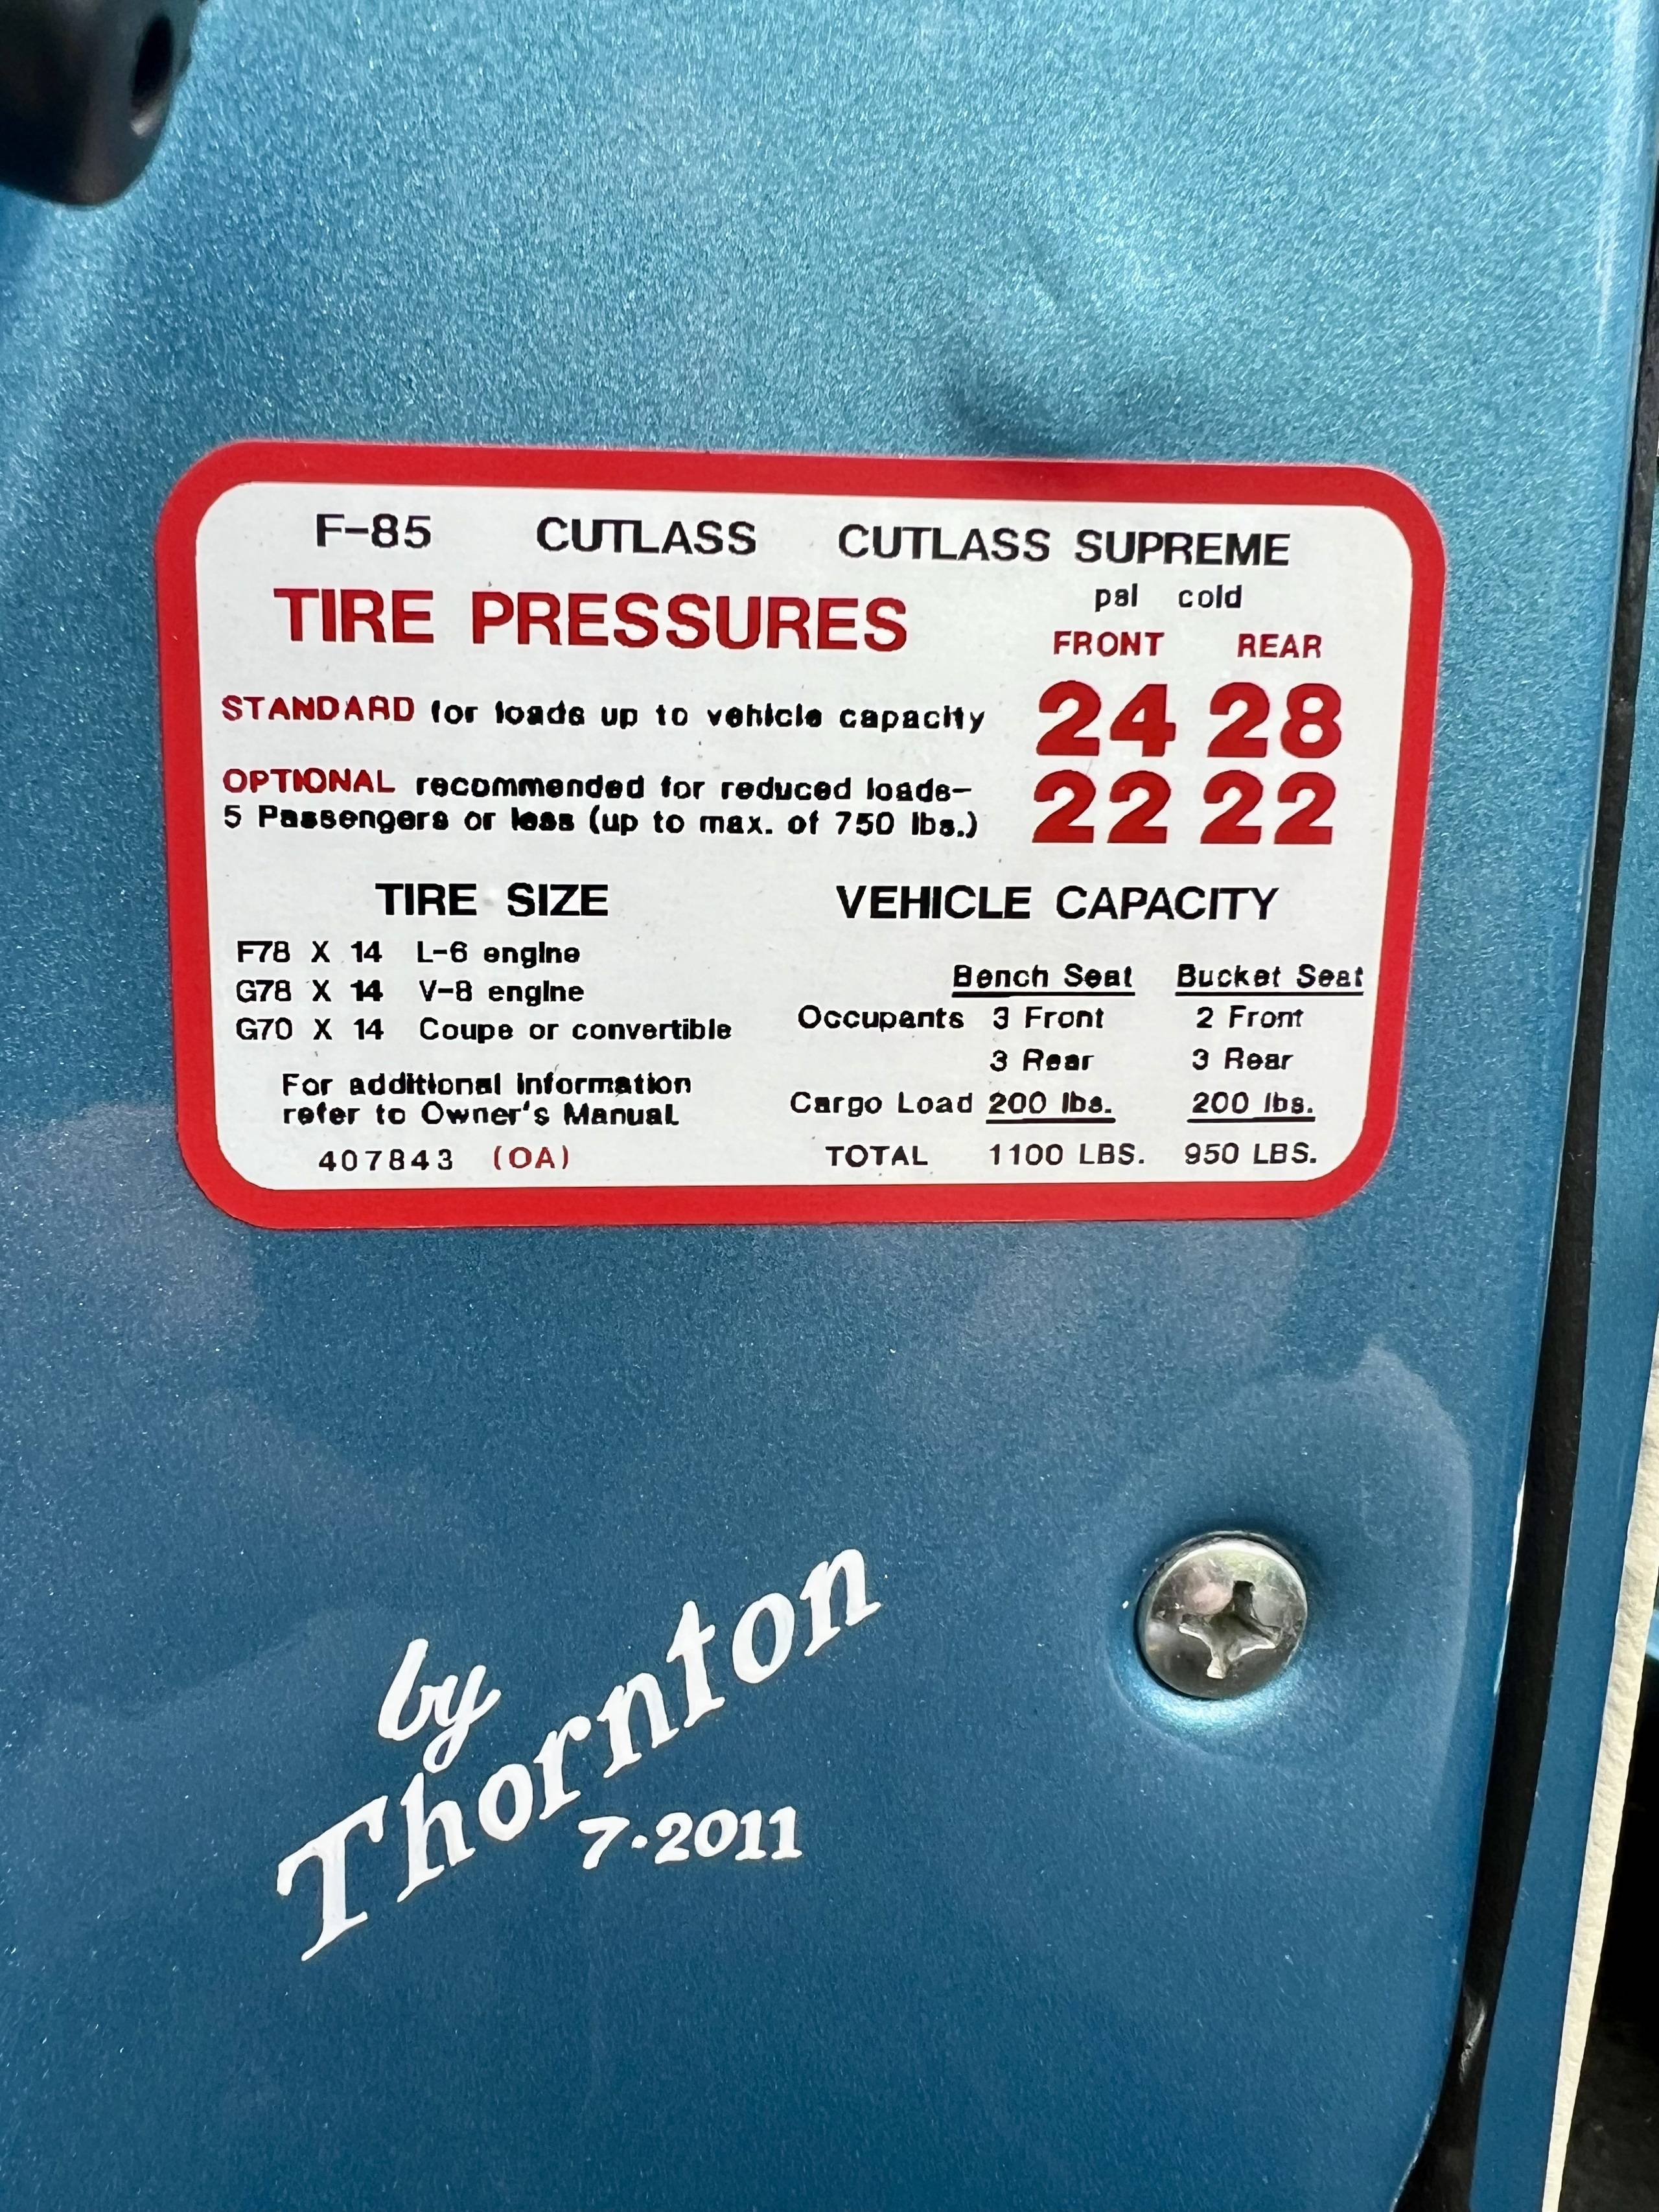 F-85 CUTLASS CUTLASS SUPREME
TIRE PRESSURES psi cold
FRONT REAR
STANDARD for loads up to vehicle capacity 24 28
OPTIONAL recommended for reduced loads-
5 Passengers or less (up to max. of 750 lbs.) 22 22
TIRE SIZE
F78 X 14 L-6 engine
G78 X 14 V-8 engine
G70 X 14 Coupe or convertible
For additional Information
refer to Owner's Manual.
407843 (OA)
VEHICLE CAPACITY
Bench Seat Bucket Seat
Occupants 3 Front 2 Front
3 Rear 3 Rear
Cargo Load 200 lbs. 200 lbs.
TOTAL 1100 LBS. 950 LBS.
by
Thornton
7·2011